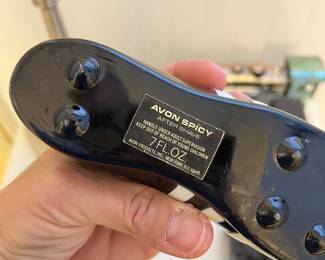 AVON SPICY
AFTER SHAVE
HANDLE UNDER ADULT SUPERVISION
KEEP OUT OF REACH OF YOUNG CHILDREN
7 FL. OZ.
AVON PRODUCTS, INC., NEW YORK, N.Y. 10020